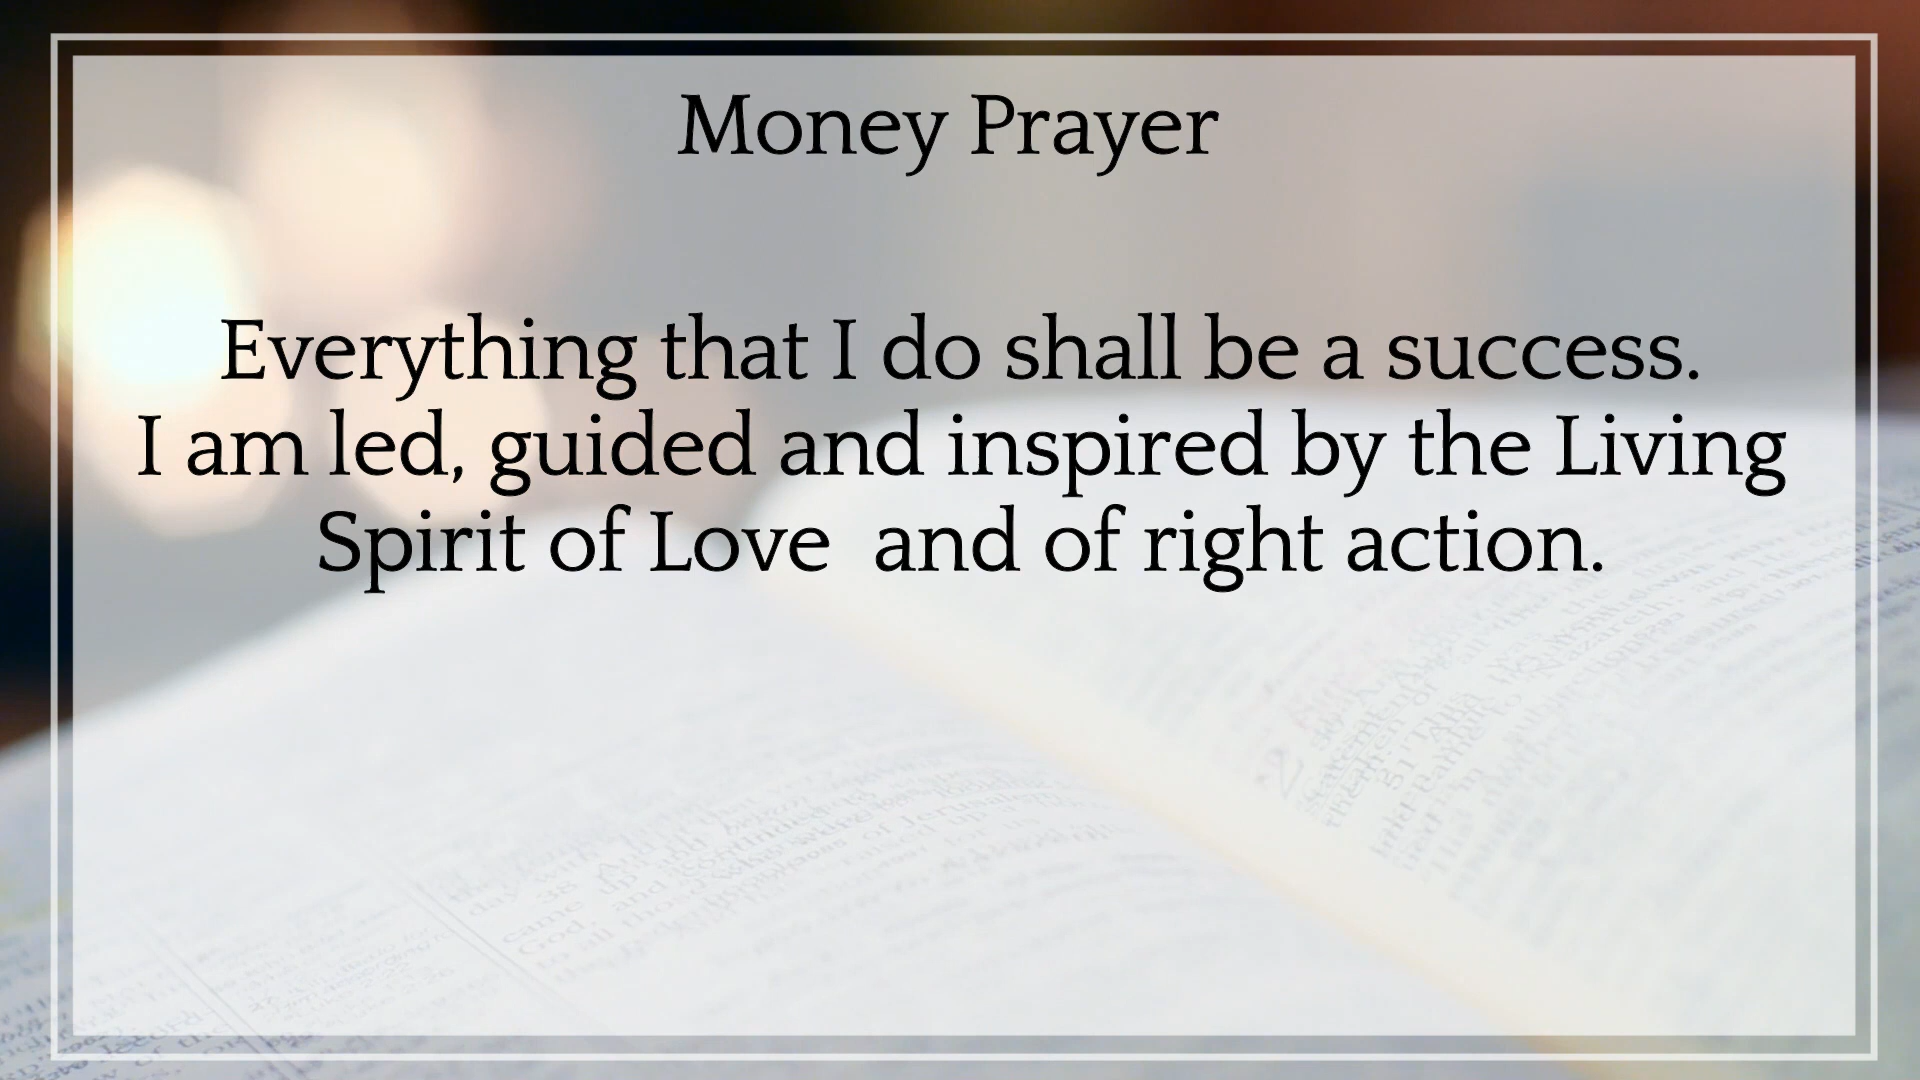 Money Prayer
Everything that I do shall be a success.
I am led, guided and inspired by the Living
Spirit of Love  and of right action.